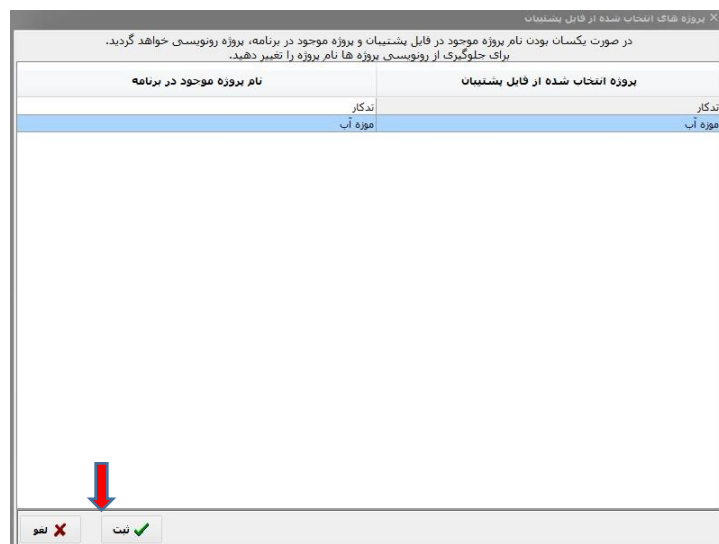 پروژه های انتخاب شده از فایل پشتیبان
در صورت یکسان بودن نام پروژه موجود در فایل پشتیبان و پروژه موجود در برنامه، پروژه رونویسی خواهد گردید.
برای جلوگیری از رونویسی پروژه ها نام پروژه را تغییر دهید.
پروژه انتخاب شده از فایل پشتیبان	نام پروژه موجود در برنامه
تدکار	تدکار
موزه آب	موزه آب
ثبت	لغو